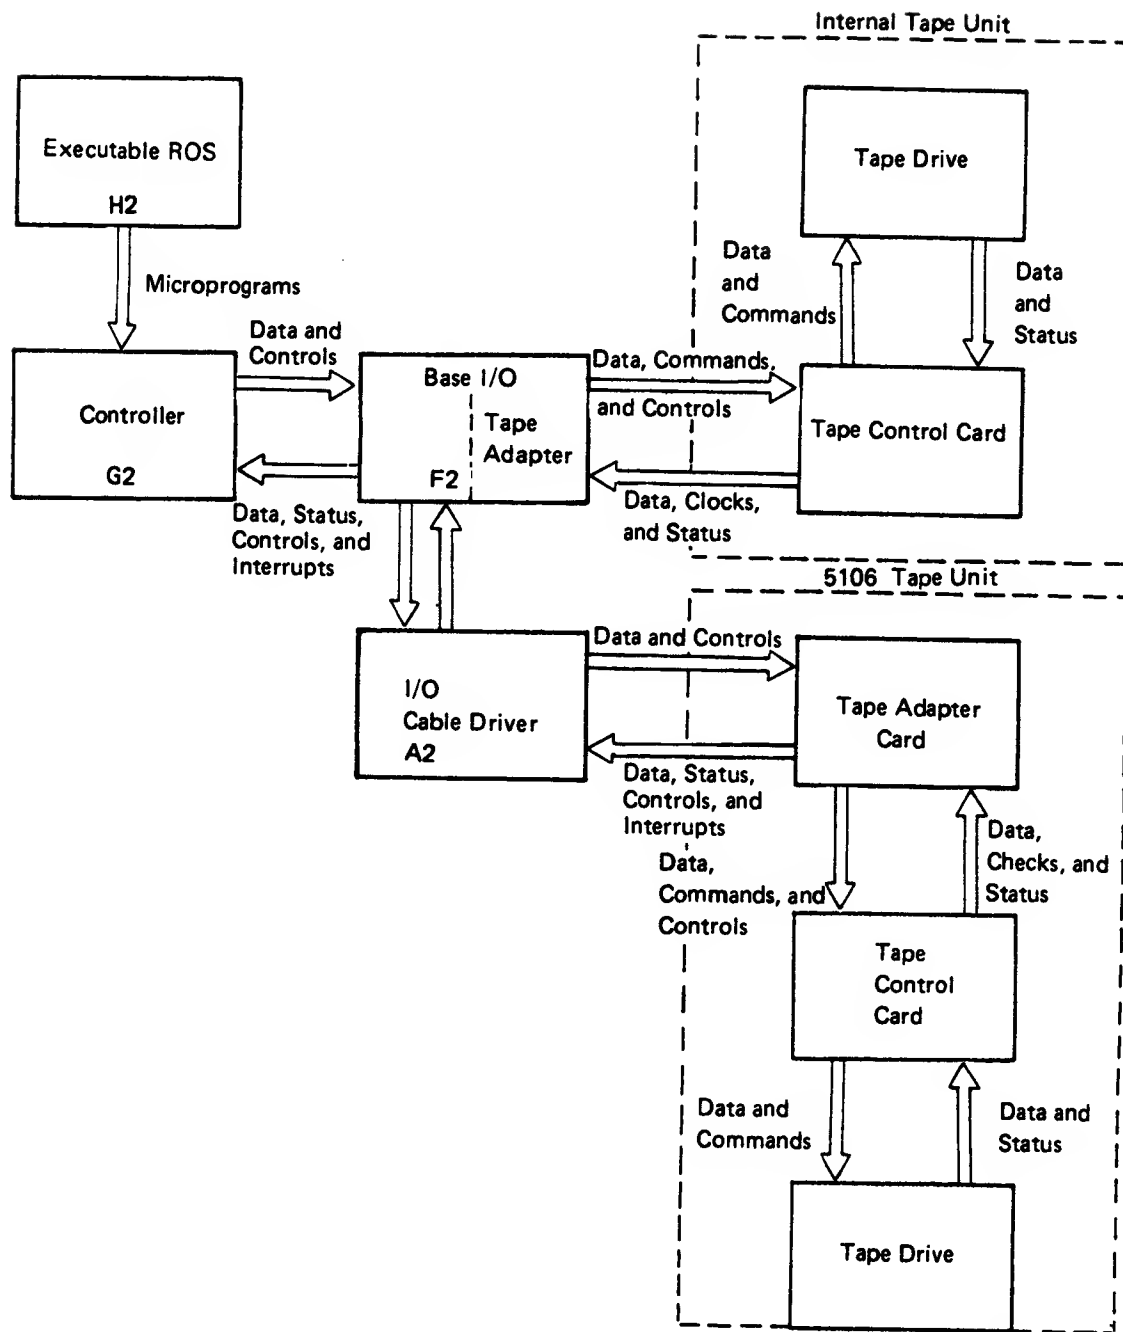 Internal Tape Unit
Executable ROS
H2
Tape Drive
Data
and
Commands
Data
and
Status
Microprograms
Data and
Controls
Controller
G2
Base I/O
Tape
Adapter
F2
Data, Commands,
and Controls
Tape Control Card
Data, Clocks,
and Status
Data, Status,
Controls, and
Interrupts
5106 Tape Unit
I/O
Cable Driver
A2
Data and Controls
Tape Adapter
Card
Data, Status,
Controls, and
Interrupts
Data,
Commands, and
Controls
Data,
Checks, and
Status
Tape
Control
Card
Data and
Commands
Data and
Status
Tape Drive